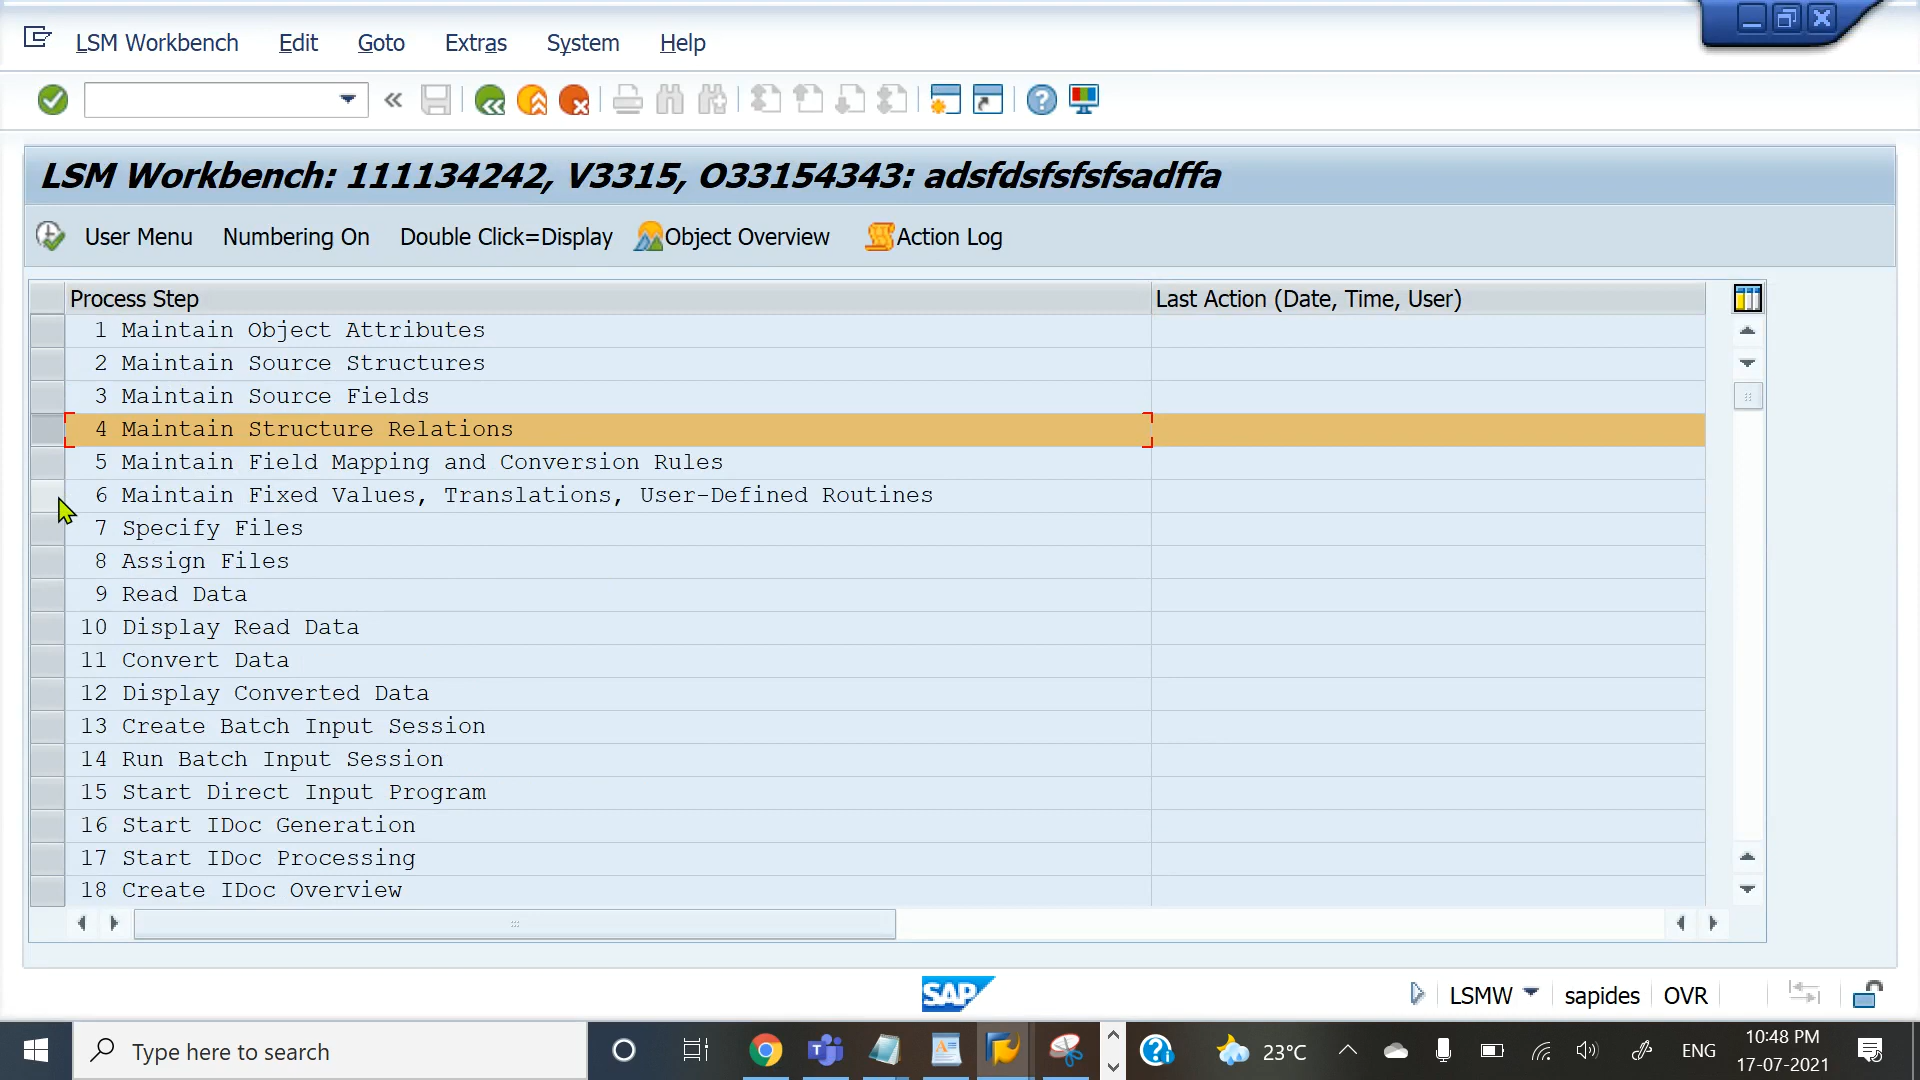 LSM Workbench Edit Goto Extras System Help
LSM Workbench: 111134242, V3315, O33154343: adsfdsfsfsfsadffa
User Menu Numbering On Double Click=Display Object Overview Action Log
Process Step Last Action (Date, Time, User)
1 Maintain Object Attributes
2 Maintain Source Structures
3 Maintain Source Fields
4 Maintain Structure Relations
5 Maintain Field Mapping and Conversion Rules
6 Maintain Fixed Values, Translations, User-Defined Routines
7 Specify Files
8 Assign Files
9 Read Data
10 Display Read Data
11 Convert Data
12 Display Converted Data
13 Create Batch Input Session
14 Run Batch Input Session
15 Start Direct Input Program
16 Start IDoc Generation
17 Start IDoc Processing
18 Create IDoc Overview
SAP LSMW sapides OVR
Type here to search 23°C ENG 10:48 PM
17-07-2021